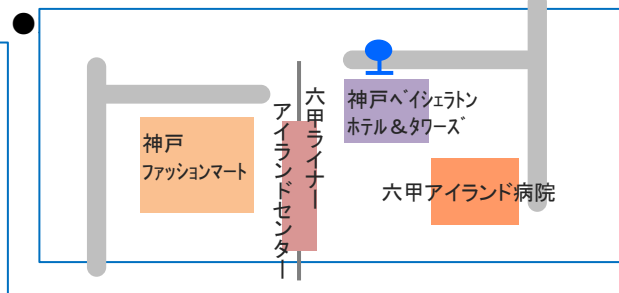 神戸
ファッションマート
アイランドセンター
六甲ライナー
神戸ベイシェラトン
ホテル＆タワーズ
六甲アイランド病院